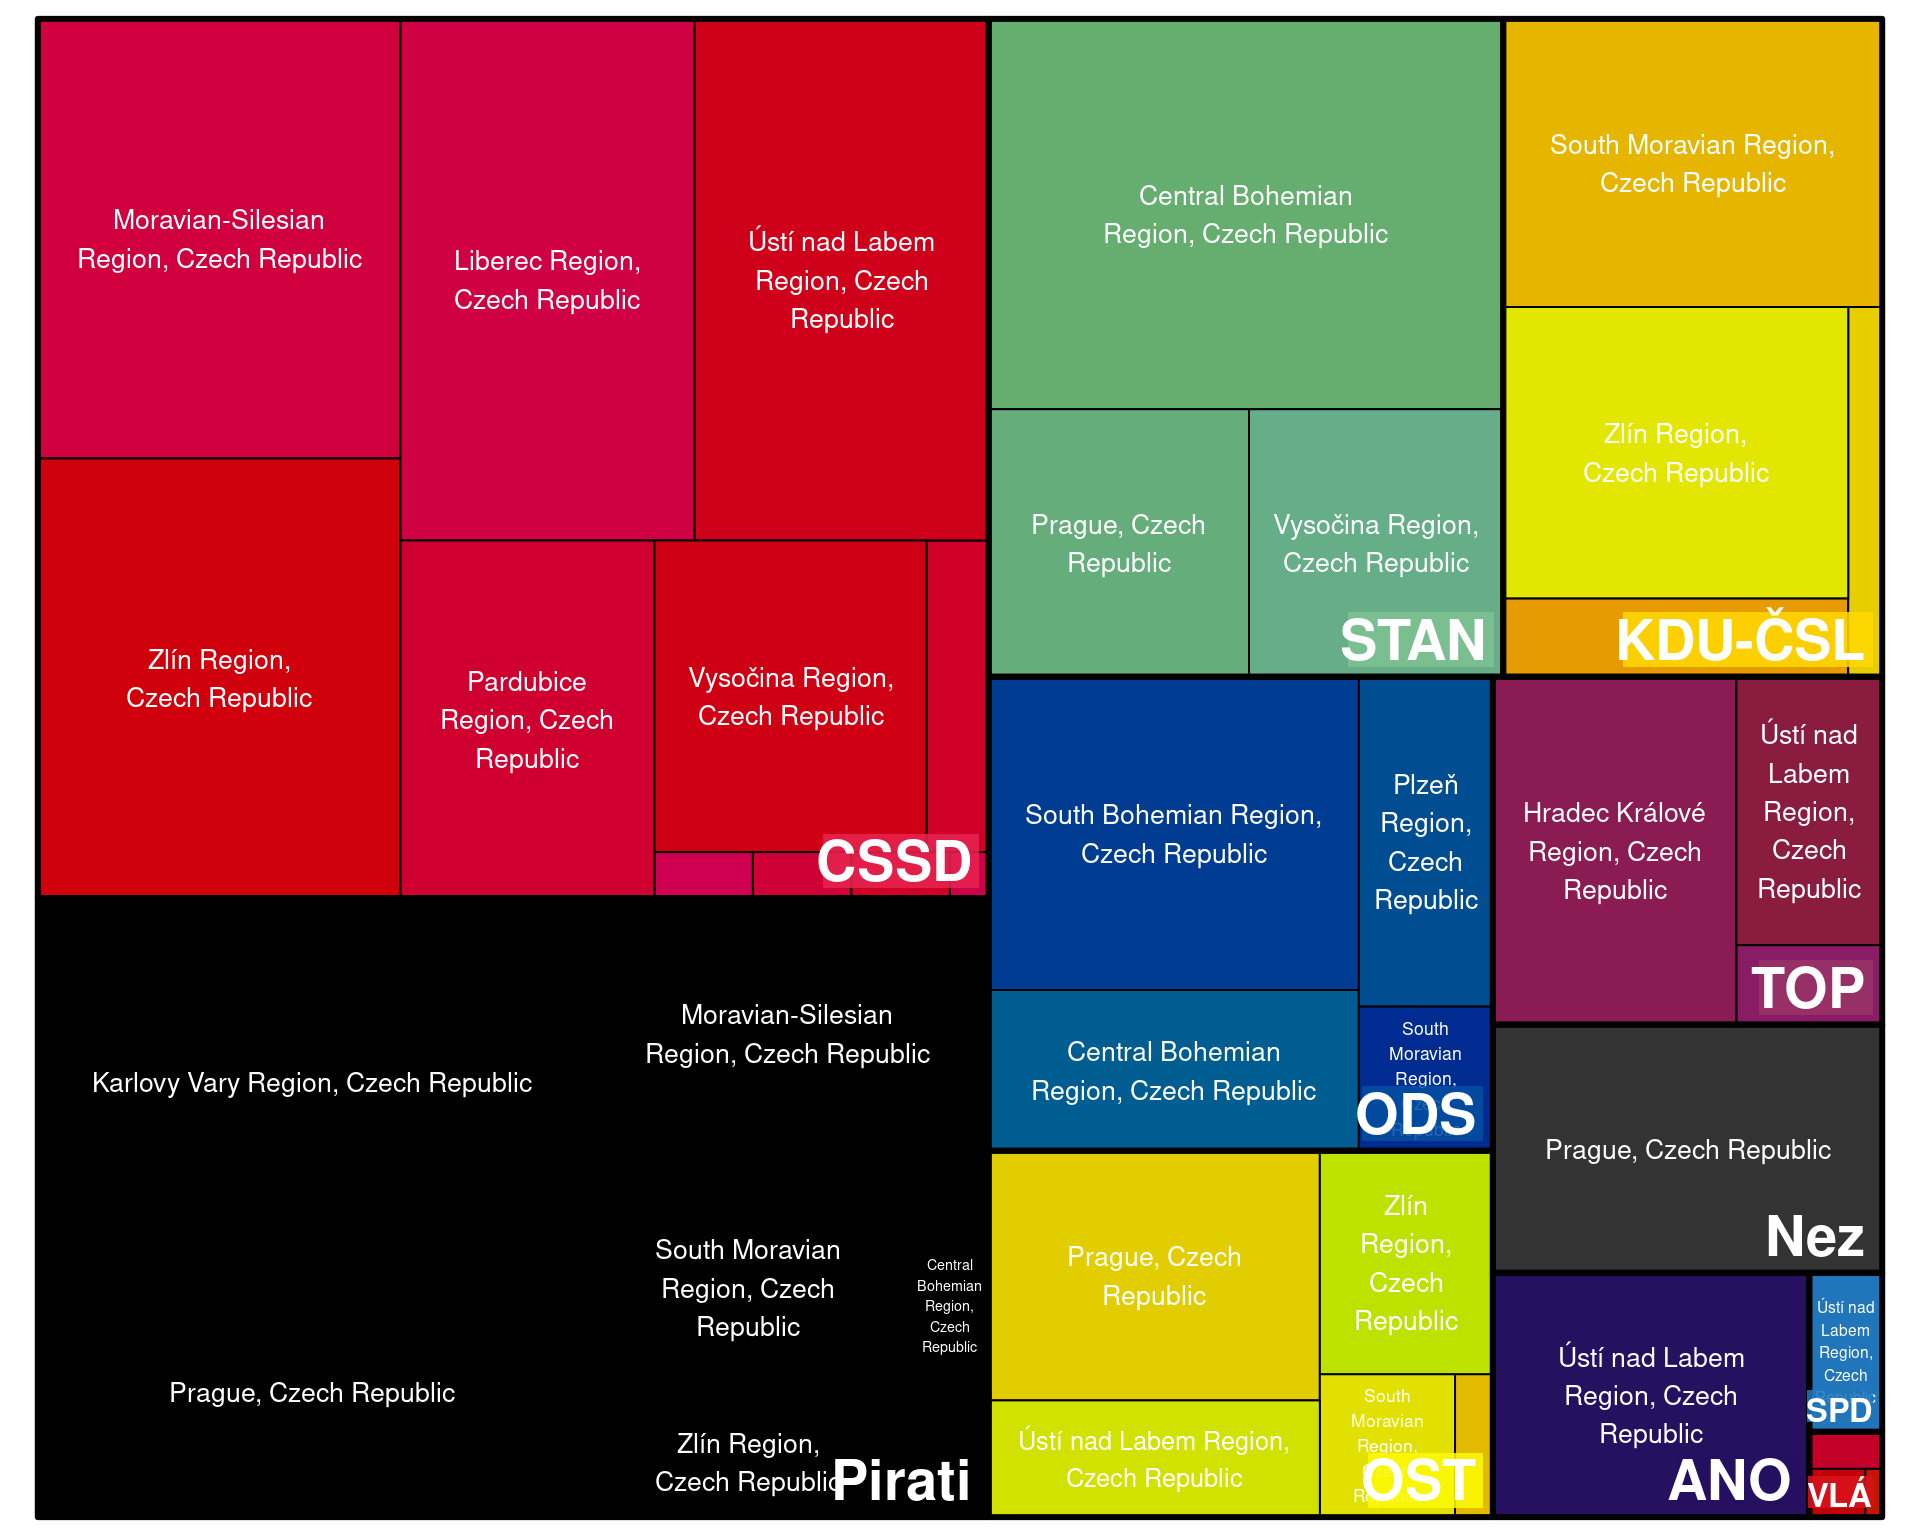 Moravian-Silesian
Region, Czech Republic
Liberec Region,
Czech Republic
Ústí nad Labem
Region, Czech
Republic
Zlín Region,
Czech Republic
Pardubice
Region, Czech
Republic
Vysočina Region,
Czech Republic
CSSD
Central Bohemian
Region, Czech Republic
Prague, Czech
Republic
Vysočina Region,
Czech Republic
STAN
South Moravian Region,
Czech Republic
Zlín Region,
Czech Republic
KDU-ČSL
Karlovy Vary Region, Czech Republic
Moravian-Silesian
Region, Czech Republic
Prague, Czech Republic
South Moravian
Region, Czech
Republic
Central
Bohemian
Region,
Czech
Republic
Zlín Region,
Czech Republic
Pirati
South Bohemian Region,
Czech Republic
Plzeň
Region,
Czech
Republic
Central Bohemian
Region, Czech Republic
South
Moravian
Region,
ODS
Hradec Králové
Region, Czech
Republic
Ústí nad
Labem
Region,
Czech
Republic
TOP
Prague, Czech Republic
Nez
Prague, Czech
Republic
Zlín
Region,
Czech
Republic
Ústí nad Labem Region,
Czech Republic
South
Moravian
Region,
OST
Ústí nad Labem
Region, Czech
Republic
ANO
Ústí nad
Labem
Region,
Czech
SPD
VLÁ